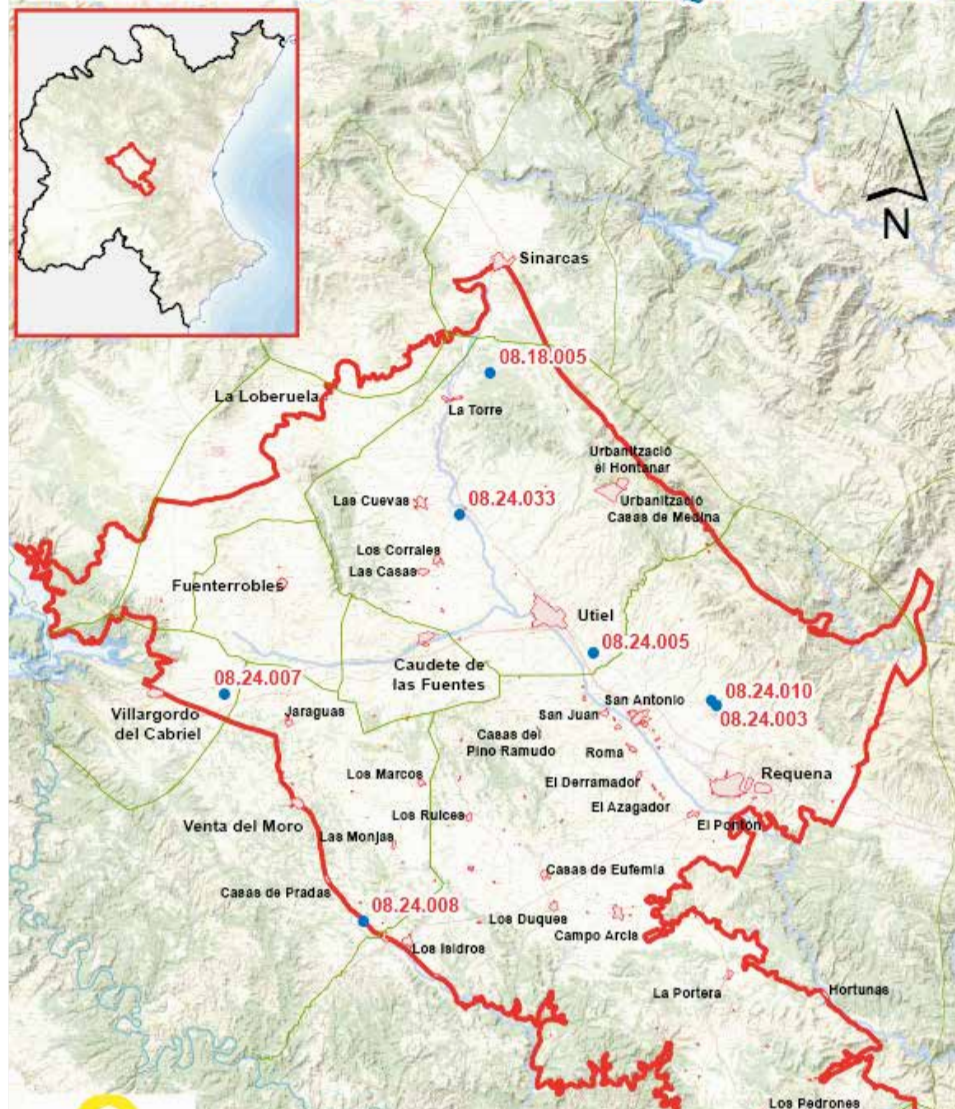 N
Sinarcas
08.18.005
La Loberuela
La Torre
Urbanització
el Hontanar
Las Cuevas
08.24.033
Urbanització
Casas de Medina
Los Corrales
Las Casas
Fuenterrobles
Utiel
08.24.005
Caudete de
las Fuentes
08.24.007
08.24.010
08.24.003
Villargordo
del Cabriel
Jaraguas
San Antonio
San Juan
Casas del
Pino Ramudo
Roma
Los Marcos
El Derramador
Requena
El Azagador
Los Ruices
El Pontón
Venta del Moro
Las Monjas
Casas de Eufemia
Casas de Pradas
08.24.008
Los Duques
Campo Arcis
Los Isidros
La Portera
Hortunas
Los Pedrones